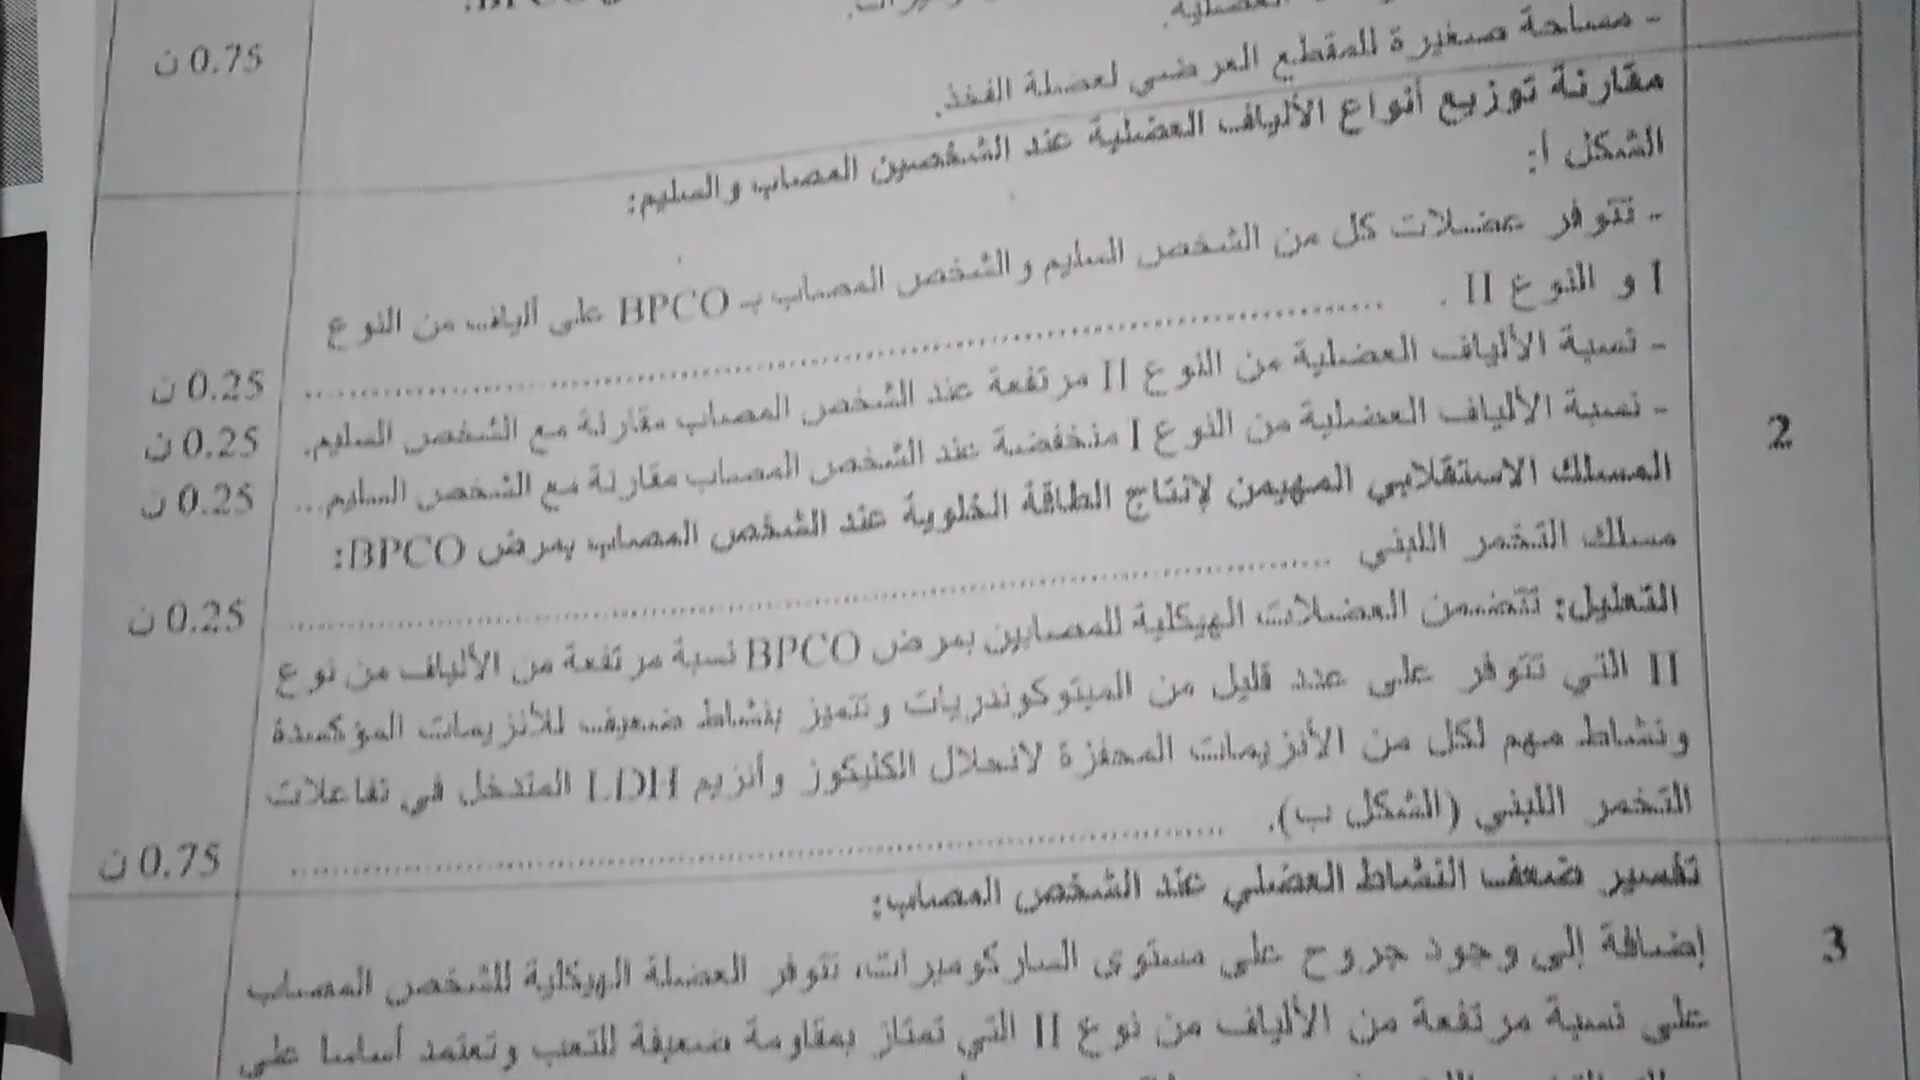 - مساحة صغيرة للمقطع العرضي لعضلة الفخذ.
0.75 ن
مقارنة توزيع أنواع الألياف العضلية عند الشخصين المصاب والسليم:
الشكل أ:
- تتوفر عضلات كل من الشخص السليم والشخص المصاب بـ BPCO على ألياف من النوع
I و النوع II . ................................ 0.25 ن
- نسبة الألياف العضلية من النوع II مرتفعة عند الشخص المصاب مقارنة مع الشخص السليم. 0.25 ن
- نسبة الألياف العضلية من النوع I منخفضة عند الشخص المصاب مقارنة مع الشخص السليم... 0.25 ن
2
المسلك الاستقلابي المهيمن لإنتاج الطاقة الخلوية عند الشخص المصاب بمرض BPCO:
مسلك التخمر اللبني ................................ 0.25 ن
التعليل: تتضمن العضلات الهيكلية للمصابين بمرض BPCO نسبة مرتفعة من الألياف من نوع
II التي تتوفر على عدد قليل من الميتوكوندريات وتتميز بنشاط ضعيف للأنزيمات المؤكسدة
ونشاط مهم لكل من الأنزيمات المحفزة لانحلال الكليكوز وأنزيم LDH المتدخل في تفاعلات
التخمر اللبني (الشكل ب). ................................ 0.75 ن
تفسير ضعف النشاط العضلي عند الشخص المصاب:
3
إضافة إلى وجود جروح على مستوى الساركوميرات، تتوفر العضلة الهيكلية للشخص المصاب
على نسبة مرتفعة من الألياف من نوع II التي تمتاز بمقاومة ضعيفة للتعب وتعتمد أساسا على